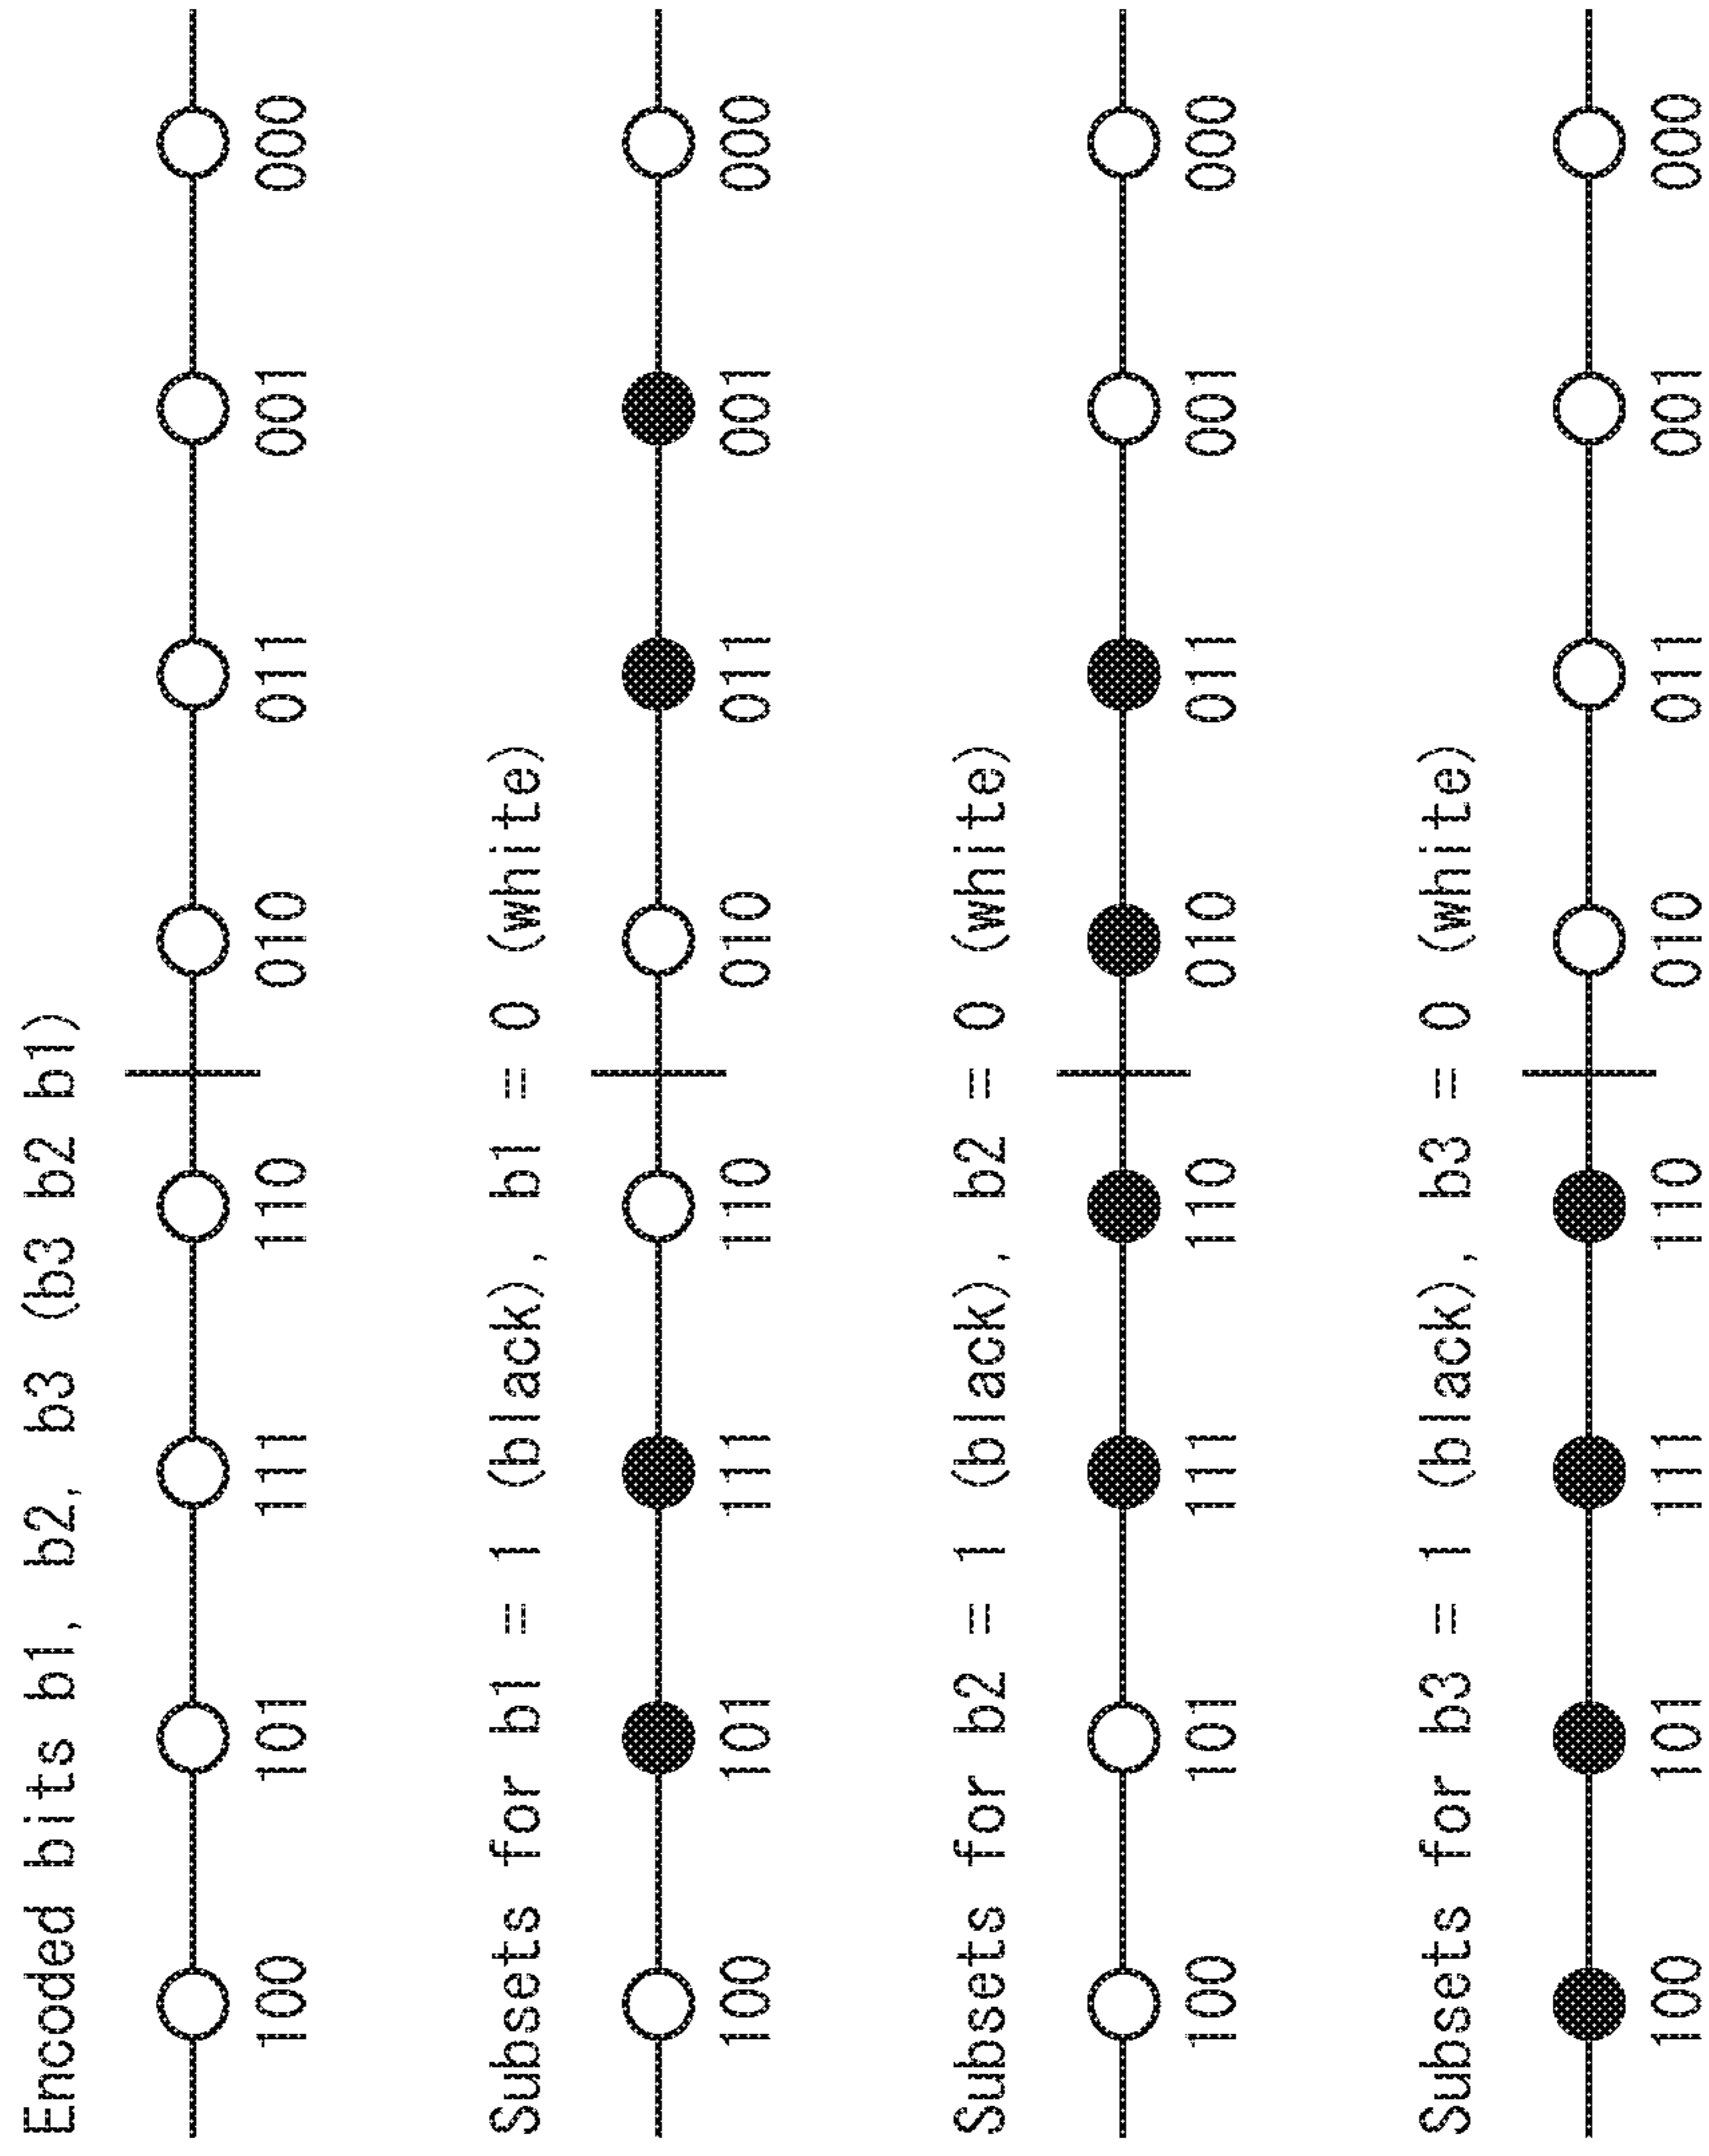 Encoded bits b1, b2, b3 (b3 b2 b1)
100 101 111 110 010 011 001 000
Subsets for b1 = 1 (black), b1 = 0 (white)
100 101 111 110 010 011 001 000
Subsets for b2 = 1 (black), b2 = 0 (white)
100 101 111 110 010 011 001 000
Subsets for b3 = 1 (black), b3 = 0 (white)
100 101 111 110 010 011 001 000